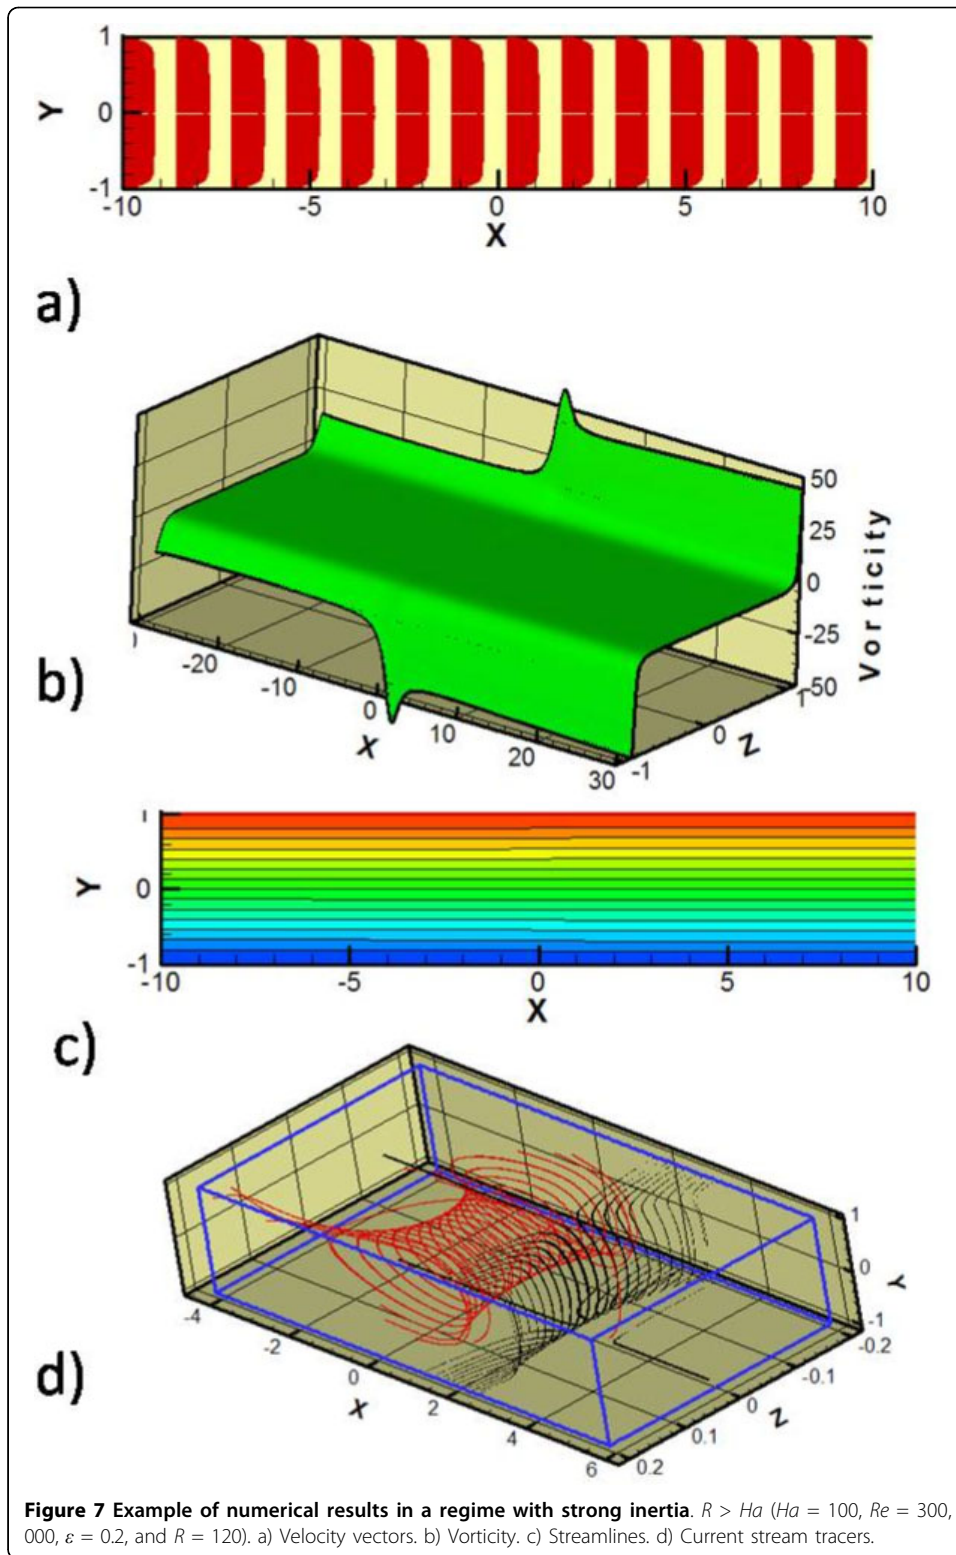 1
0
-1
Y
-10
-5
0
5
10
X
a)
50
25
0
-25
-50
Vorticity
-20
-10
0
10
20
30
X
-1
0
1
Z
b)
0
-1
Y
-10
-5
0
5
10
X
c)
1
0
-1
Y
-4
-2
0
2
4
6
X
-0.2
-0.1
0
0.1
0.2
Z
d)
Figure 7 Example of numerical results in a regime with strong inertia. R > Ha (Ha = 100, Re = 300,
000, ε = 0.2, and R = 120). a) Velocity vectors. b) Vorticity. c) Streamlines. d) Current stream tracers.